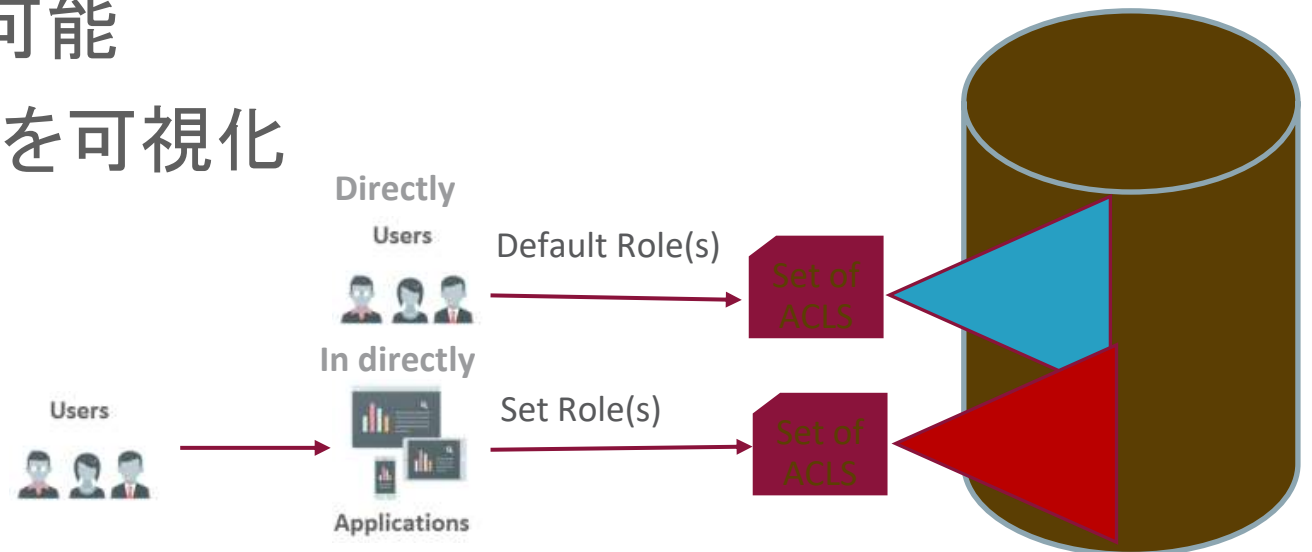 可能
を可視化
Directly
Users
Default Role(s)
Set of
ACLS
In directly
Users
Set Role(s)
Set of
ACLS
Applications